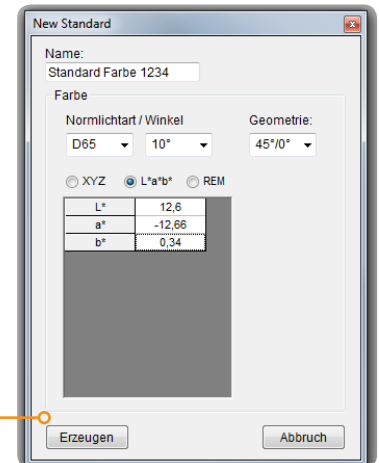 New Standard
Name:
Standard Farbe 1234
Farbe
Normlichtart / Winkel Geometrie:
D65 10° 45°/0°
XYZ L*a*b* REM
L* 12,6
a* -12,66
b* 0,34
Erzeugen Abbruch